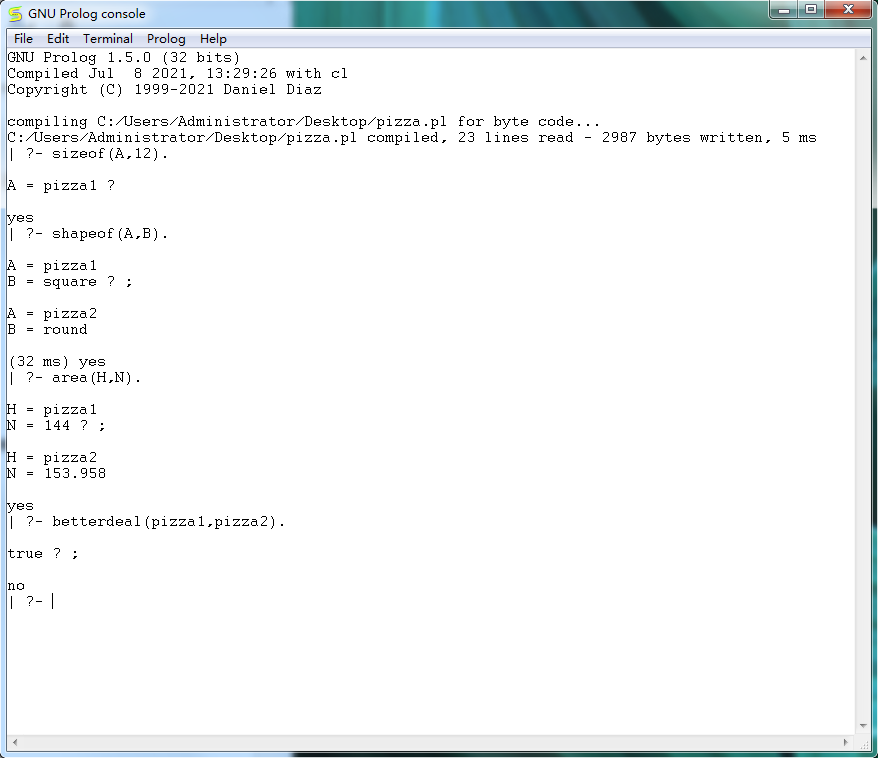 GNU Prolog console
File Edit Terminal Prolog Help
GNU Prolog 1.5.0 (32 bits)
Compiled Jul  8 2021, 13:29:26 with cl
Copyright (C) 1999-2021 Daniel Diaz
compiling C:/Users/Administrator/Desktop/pizza.pl for byte code...
C:/Users/Administrator/Desktop/pizza.pl compiled, 23 lines read - 2987 bytes written, 5 ms
| ?- sizeof(A,12).
A = pizza1 ?
yes
| ?- shapeof(A,B).
A = pizza1
B = square ? ;
A = pizza2
B = round
(32 ms) yes
| ?- area(H,N).
H = pizza1
N = 144 ? ;
H = pizza2
N = 153.958
yes
| ?- betterdeal(pizza1,pizza2).
true ? ;
no
| ?-